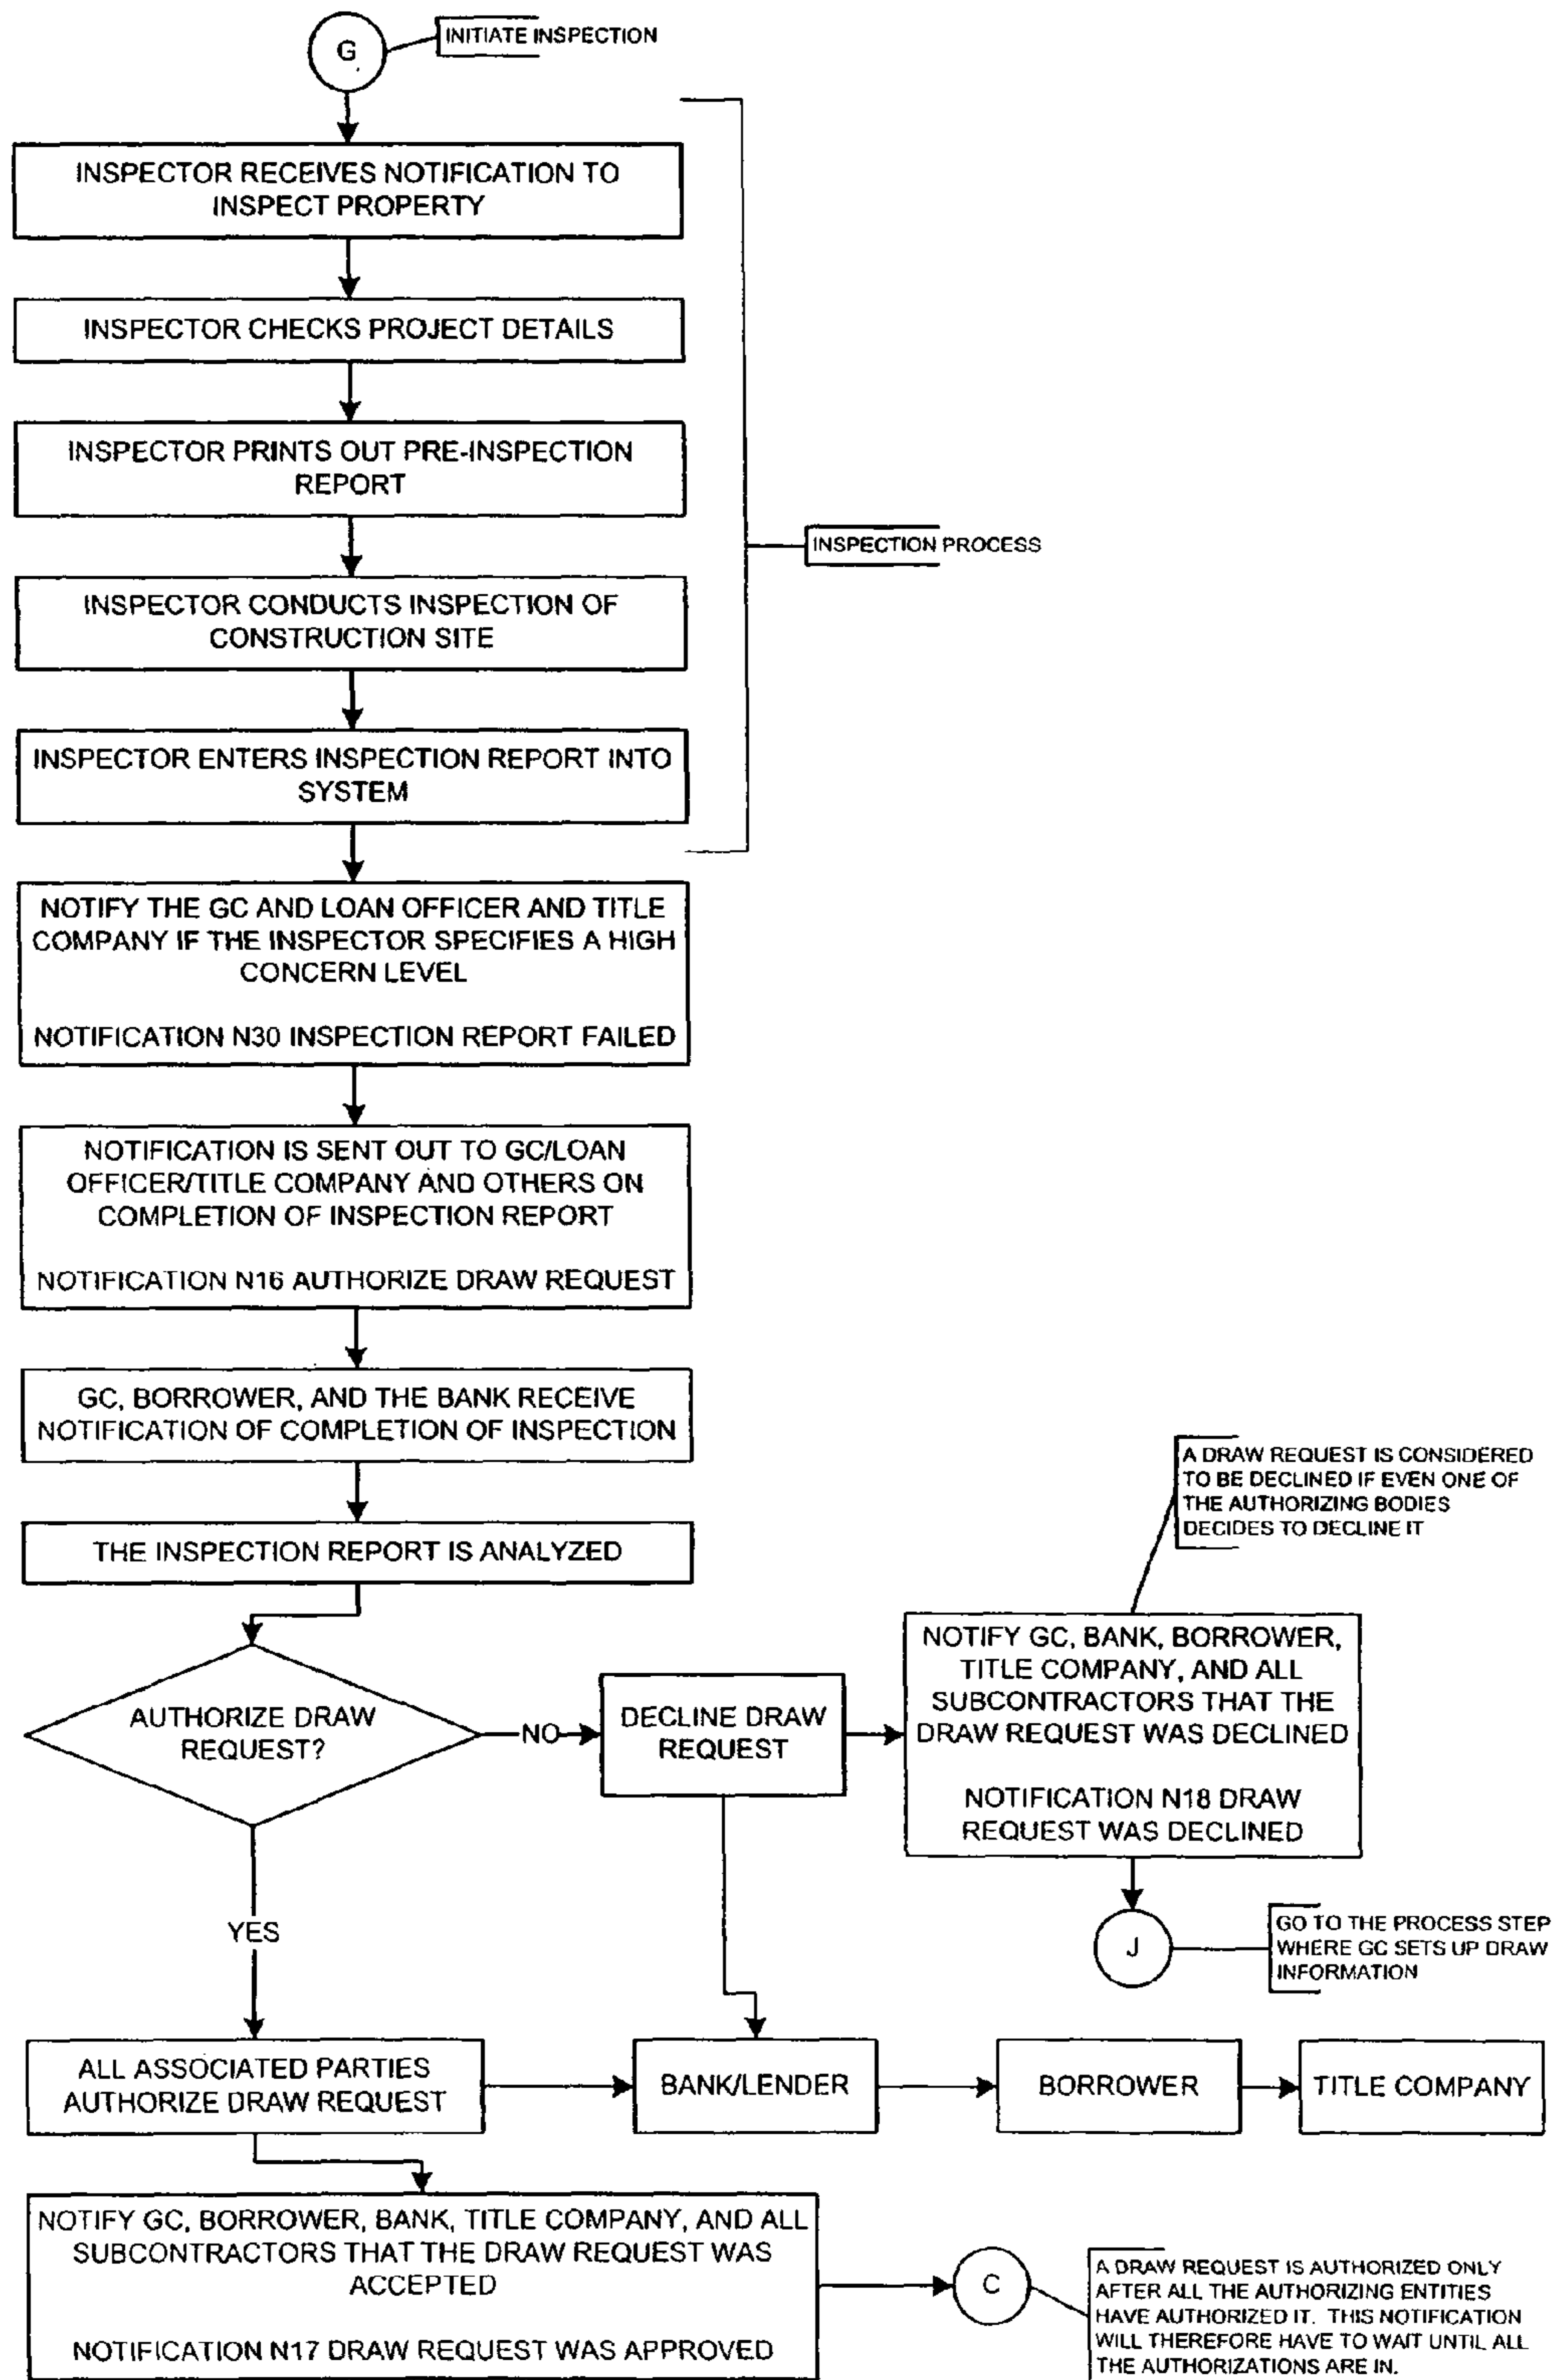 G
INITIATE INSPECTION
INSPECTOR RECEIVES NOTIFICATION TO
INSPECT PROPERTY
INSPECTOR CHECKS PROJECT DETAILS
INSPECTOR PRINTS OUT PRE-INSPECTION
REPORT
INSPECTION PROCESS
INSPECTOR CONDUCTS INSPECTION OF
CONSTRUCTION SITE
INSPECTOR ENTERS INSPECTION REPORT INTO
SYSTEM
NOTIFY THE GC AND LOAN OFFICER AND TITLE
COMPANY IF THE INSPECTOR SPECIFIES A HIGH
CONCERN LEVEL
NOTIFICATION N30 INSPECTION REPORT FAILED
NOTIFICATION IS SENT OUT TO GC/LOAN
OFFICER/TITLE COMPANY AND OTHERS ON
COMPLETION OF INSPECTION REPORT
NOTIFICATION N16 AUTHORIZE DRAW REQUEST
GC, BORROWER, AND THE BANK RECEIVE
NOTIFICATION OF COMPLETION OF INSPECTION
THE INSPECTION REPORT IS ANALYZED
A DRAW REQUEST IS CONSIDERED
TO BE DECLINED IF EVEN ONE OF
THE AUTHORIZING BODIES
DECIDES TO DECLINE IT
AUTHORIZE DRAW
REQUEST?
NO
DECLINE DRAW
REQUEST
NOTIFY GC, BANK, BORROWER,
TITLE COMPANY, AND ALL
SUBCONTRACTORS THAT THE
DRAW REQUEST WAS DECLINED
NOTIFICATION N18 DRAW
REQUEST WAS DECLINED
YES
J
GO TO THE PROCESS STEP
WHERE GC SETS UP DRAW
INFORMATION
ALL ASSOCIATED PARTIES
AUTHORIZE DRAW REQUEST
BANK/LENDER
BORROWER
TITLE COMPANY
NOTIFY GC, BORROWER, BANK, TITLE COMPANY, AND ALL
SUBCONTRACTORS THAT THE DRAW REQUEST WAS
ACCEPTED
NOTIFICATION N17 DRAW REQUEST WAS APPROVED
C
A DRAW REQUEST IS AUTHORIZED ONLY
AFTER ALL THE AUTHORIZING ENTITIES
HAVE AUTHORIZED IT. THIS NOTIFICATION
WILL THEREFORE HAVE TO WAIT UNTIL ALL
THE AUTHORIZATIONS ARE IN.